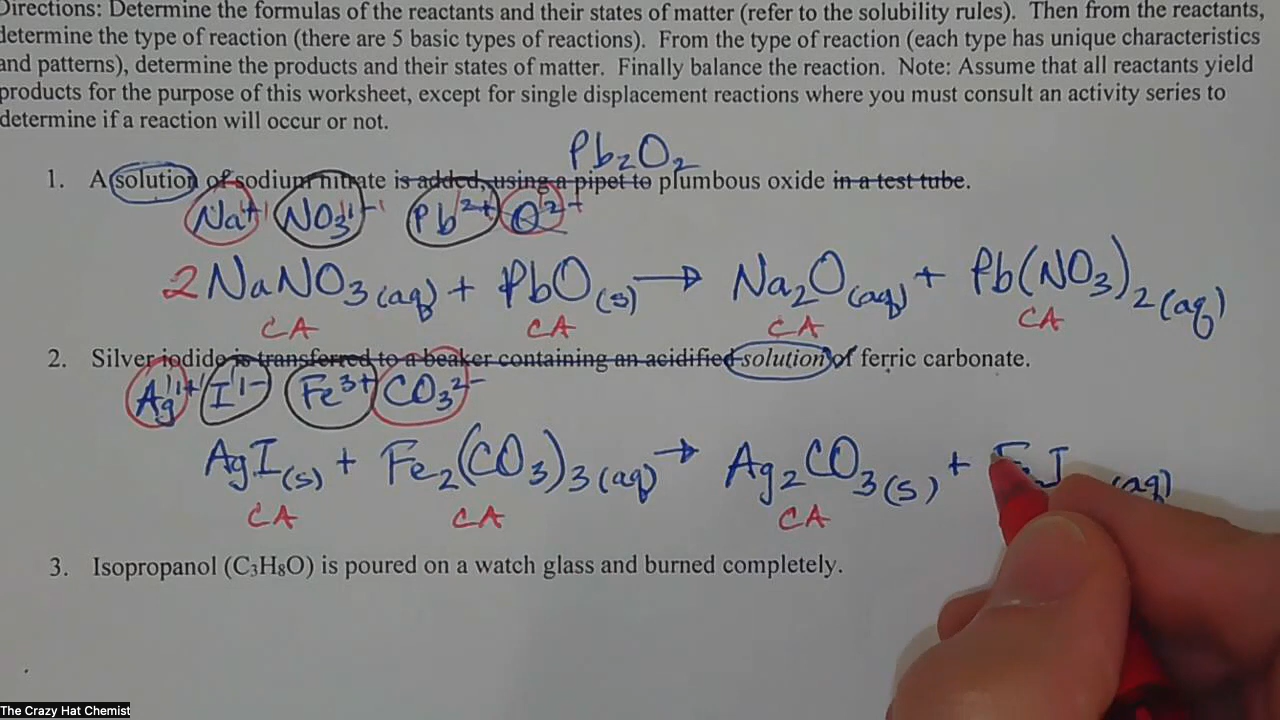 Directions: Determine the formulas of the reactants and their states of matter (refer to the solubility rules). Then from the reactants,
determine the type of reaction (there are 5 basic types of reactions). From the type of reaction (each type has unique characteristics
and patterns), determine the products and their states of matter. Finally balance the reaction. Note: Assume that all reactants yield
products for the purpose of this worksheet, except for single displacement reactions where you must consult an activity series to
determine if a reaction will occur or not.
Pb₂O₂
1. A solution of sodium nitrate is added, using a pipet to plumbous oxide in a test tube.
Na¹⁺ NO₃¹⁻ Pb²⁺ O²⁻
2NaNO₃(aq) + PbO(s) → Na₂O(aq) + Pb(NO₃)₂(aq)
CA CA CA CA
2. Silver iodide is transferred to a beaker containing an acidified solution of ferric carbonate.
Ag¹⁺ I¹⁻ Fe³⁺ CO₃²⁻
AgI(s) + Fe₂(CO₃)₃(aq) → Ag₂CO₃(s) + (aq)
CA CA CA
3. Isopropanol (C₃H₈O) is poured on a watch glass and burned completely.
The Crazy Hat Chemist